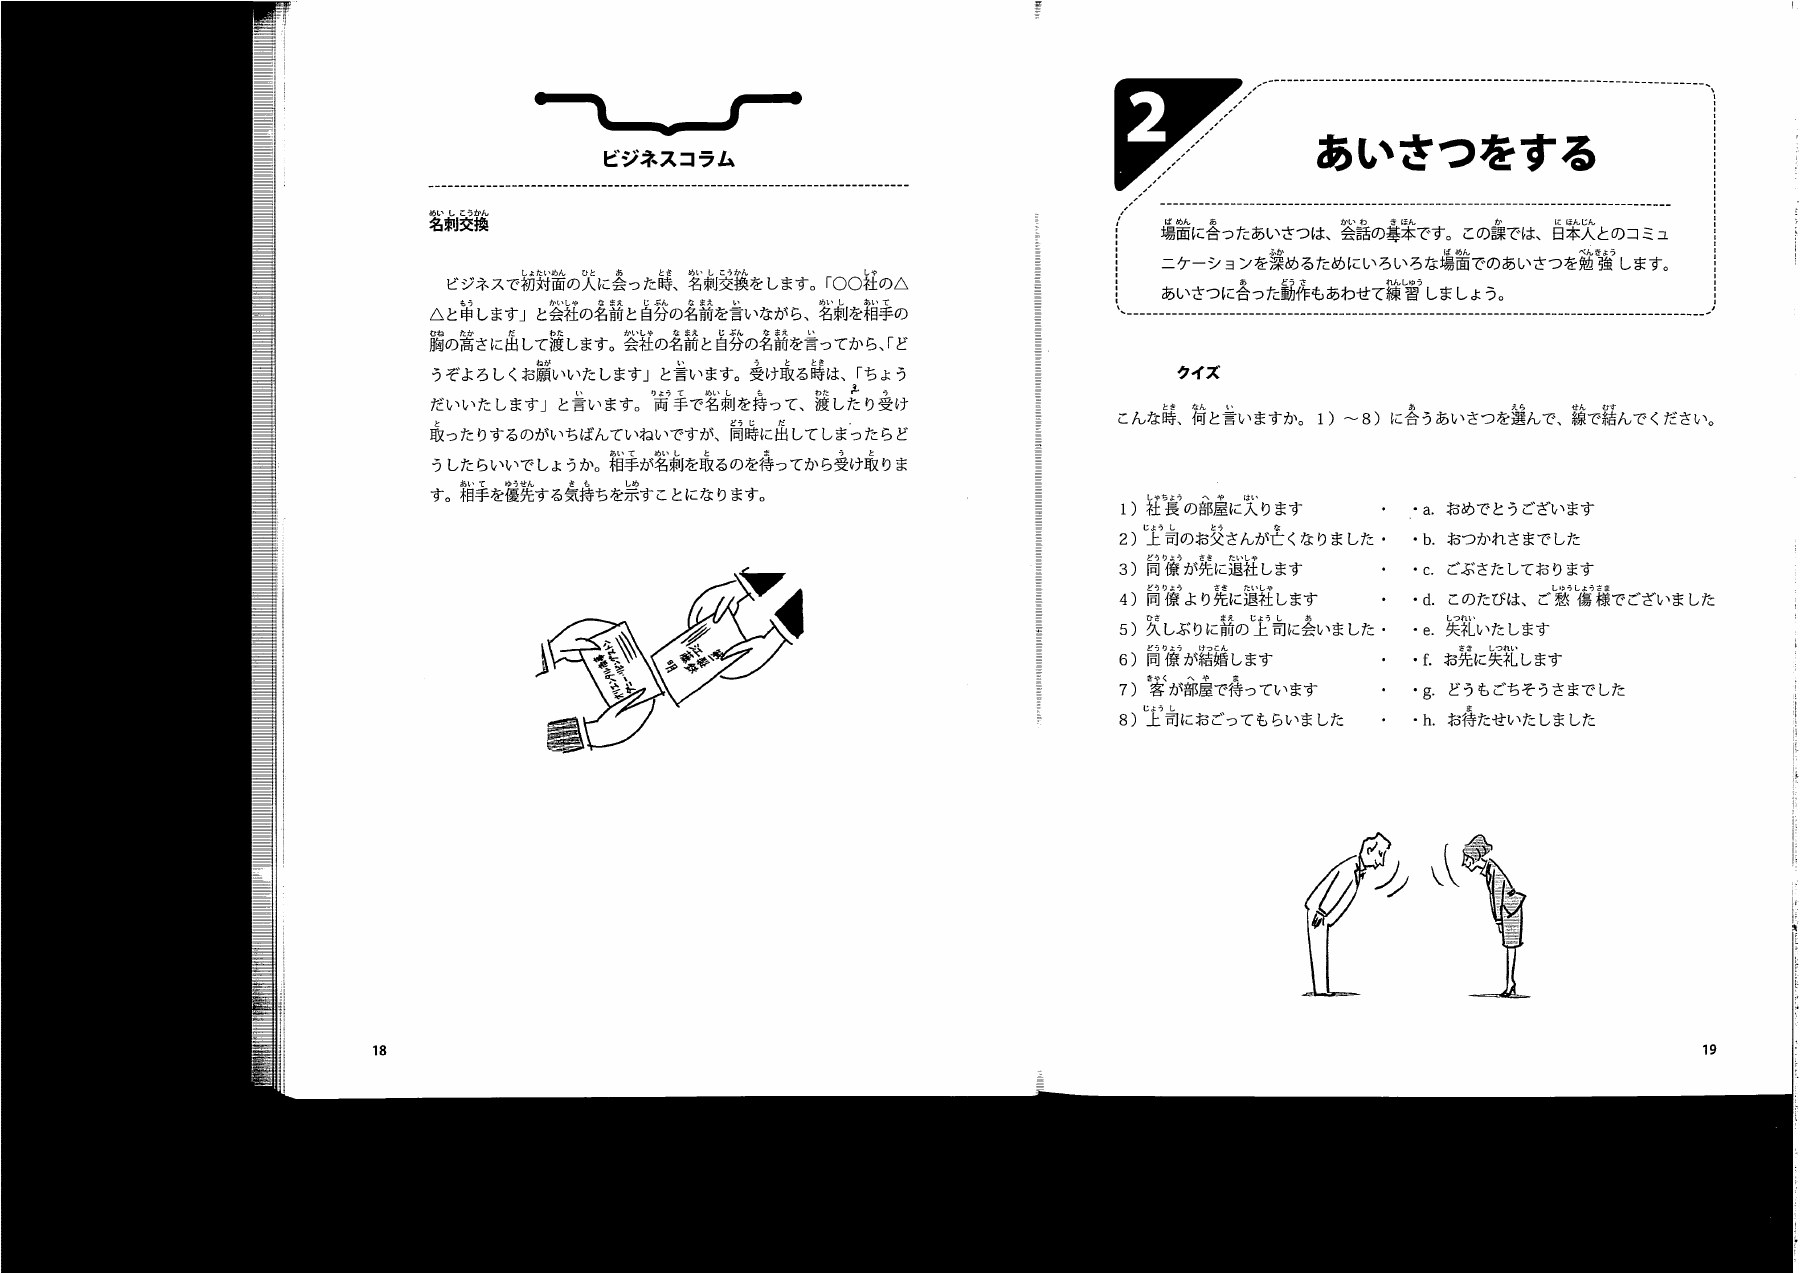 ビジネスコラム
名刺交換
ビジネスで初対面の人に会った時、名刺交換をします。「○○社の△
△と申します」と会社の名前と自分の名前を言いながら、名刺を相手の
胸の高さに出して渡します。会社の名前と自分の名前を言ってから、「ど
うぞよろしくお願いいたします」と言います。受け取る時は、「ちょう
だいいたします」と言います。両手で名刺を持って、渡したり受け
取ったりするのがいちばんていねいですが、同時に出してしまったらど
うしたらいいでしょうか。相手が名刺を取るのを待ってから受け取りま
す。相手を優先する気持ちを示すことになります。
18
2
あいさつをする
場面に合ったあいさつは、会話の基本です。この課では、日本人とのコミュ
ニケーションを深めるためにいろいろな場面でのあいさつを勉強します。
あいさつに合った動作もあわせて練習しましょう。
クイズ
こんな時、何と言いますか。1）～8）に合うあいさつを選んで、線で結んでください。
1）社長の部屋に入ります ・ ・a. おめでとうございます
2）上司のお父さんが亡くなりました・ ・b. おつかれさまでした
3）同僚が先に退社します ・ ・c. ごぶさたしております
4）同僚より先に退社します ・ ・d. このたびは、ご愁傷様でございました
5）久しぶりに前の上司に会いました・ ・e. 失礼いたします
6）同僚が結婚します ・ ・f. お先に失礼します
7）客が部屋で待っています ・ ・g. どうもごちそうさまでした
8）上司におごってもらいました ・ ・h. お待たせいたしました
19